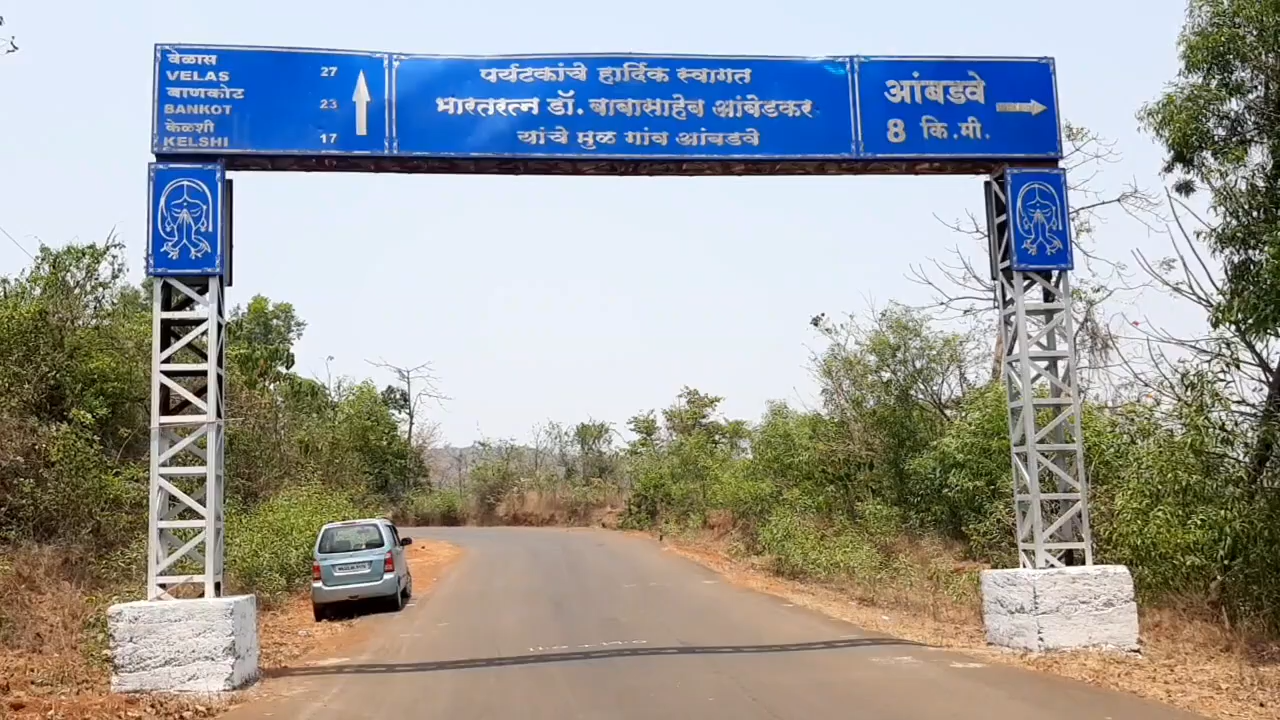 वेळास
VELAS 27
बाणकोट
BANKOT 23
केळशी
KELSHI 17
पर्यटकांचे हार्दिक स्वागत
भारतरत्न डॉ. बाबासाहेब आंबेडकर
यांचे मुळ गांव आंबडवे
आंबडवे
8 कि.मी.